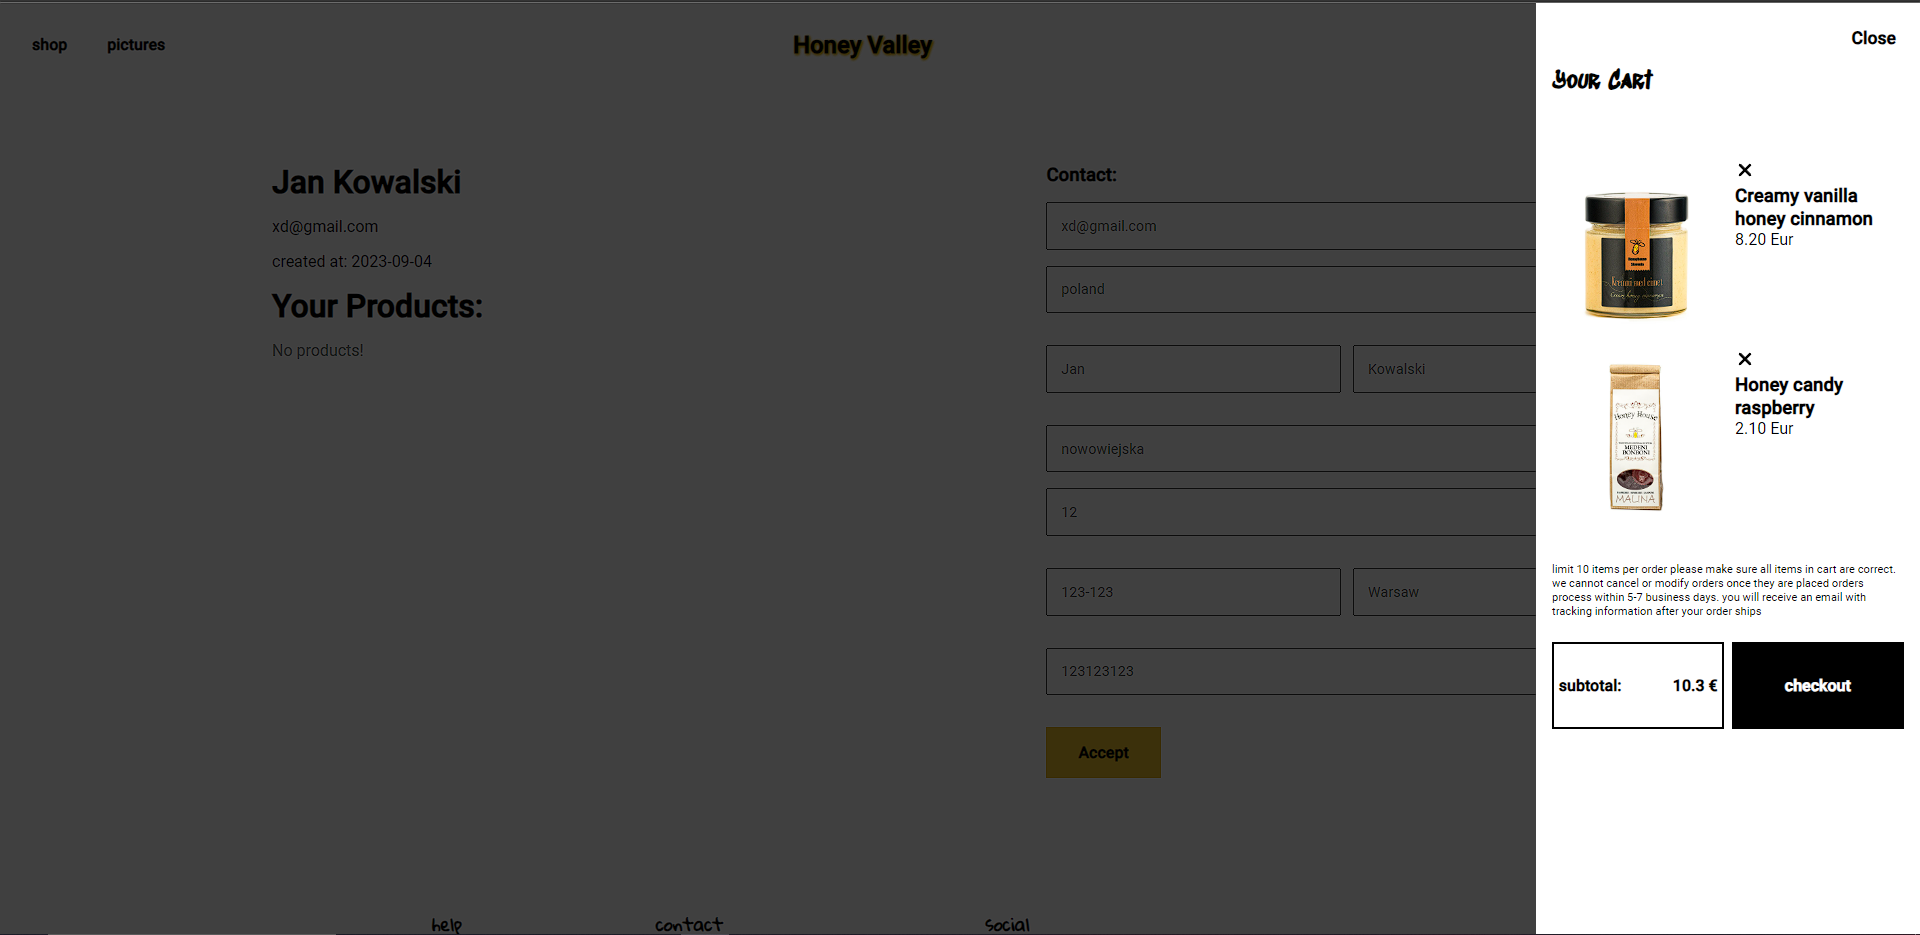 shop
pictures
Honey Valley
Jan Kowalski
xd@gmail.com
created at: 2023-09-04
Your Products:
No products!
Contact:
xd@gmail.com
poland
Jan
Kowalski
nowowiejska
12
123-123
Warsaw
123123123
Accept
help
contact
social
Close
Your Cart
Creamy vanilla
honey cinnamon
8.20 Eur
Honey House
MEDENI
BONBONI
MALINA
Honey candy
raspberry
2.10 Eur
limit 10 items per order please make sure all items in cart are correct.
we cannot cancel or modify orders once they are placed orders
process within 5-7 business days. you will receive an email with
tracking information after your order ships
subtotal:
10.3 €
checkout